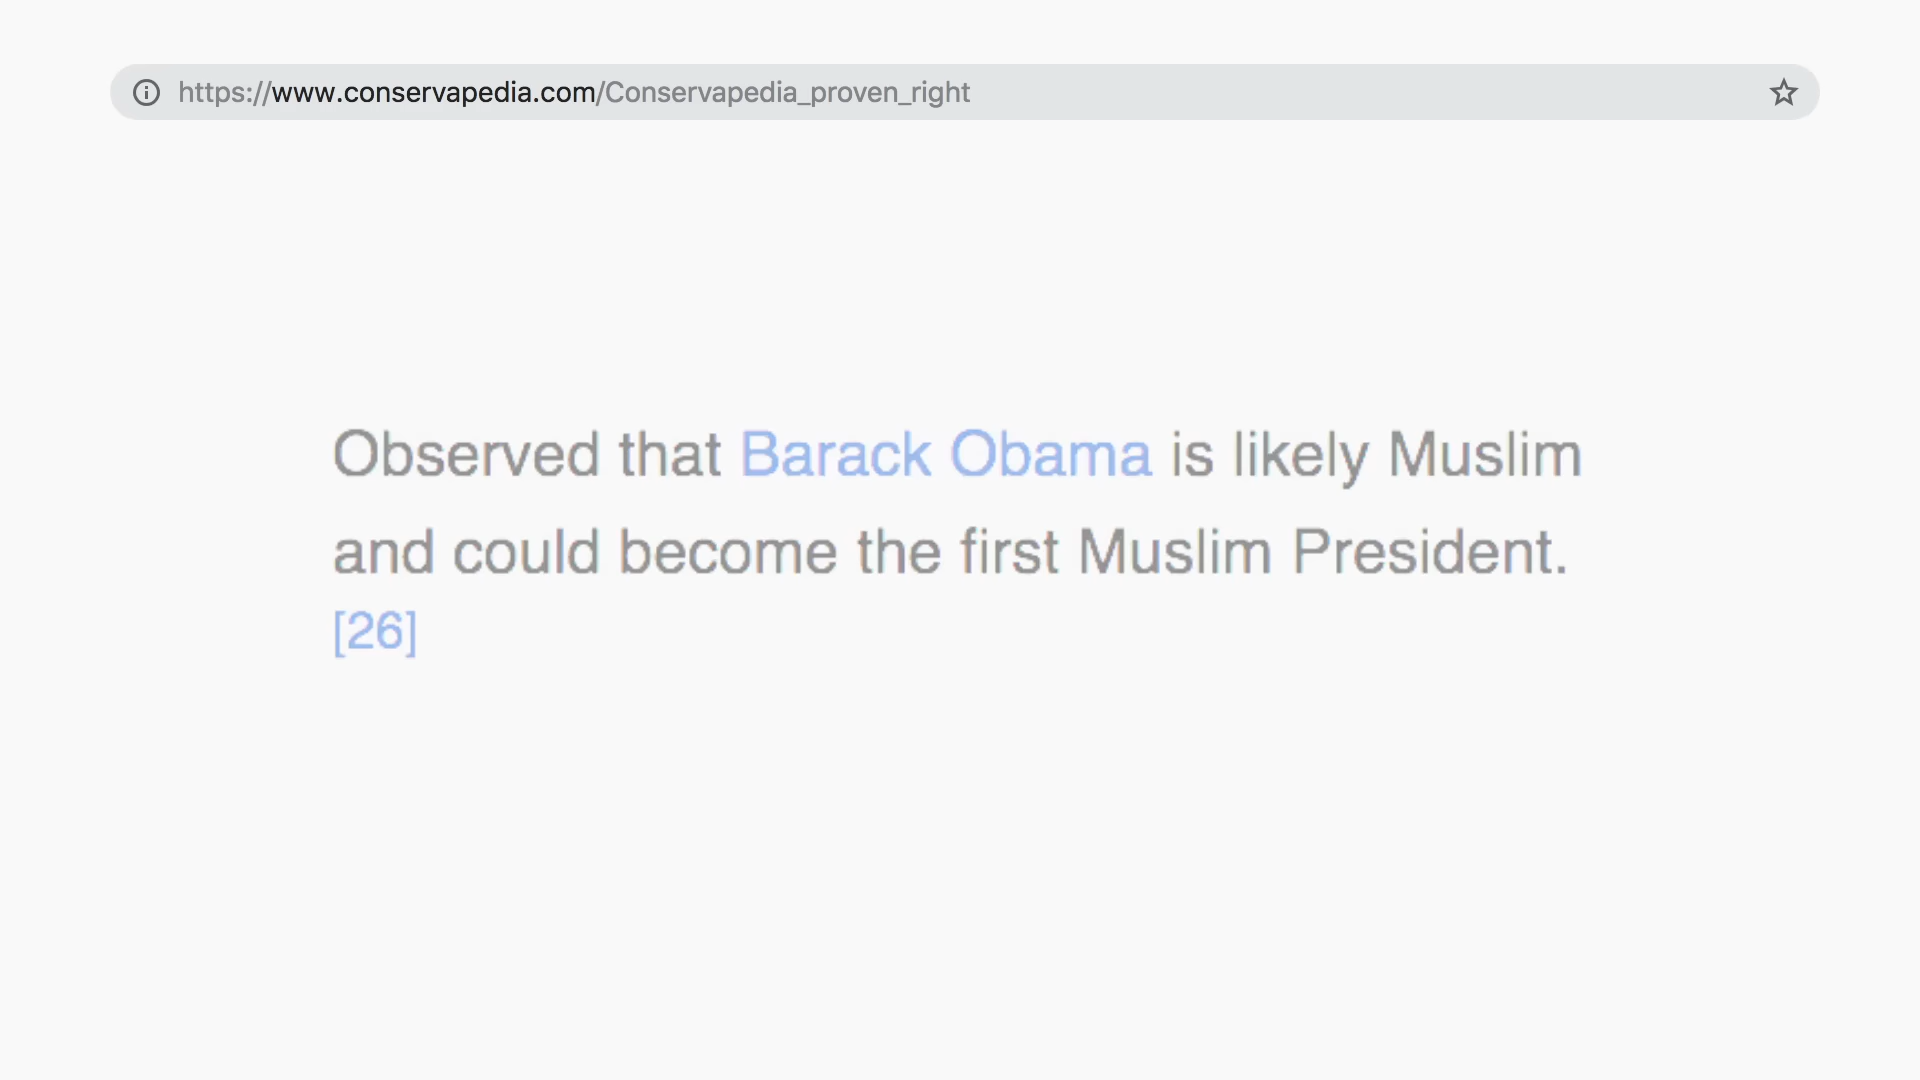 https://www.conservapedia.com/Conservapedia_proven_right
Observed that Barack Obama is likely Muslim
and could become the first Muslim President.
[26]